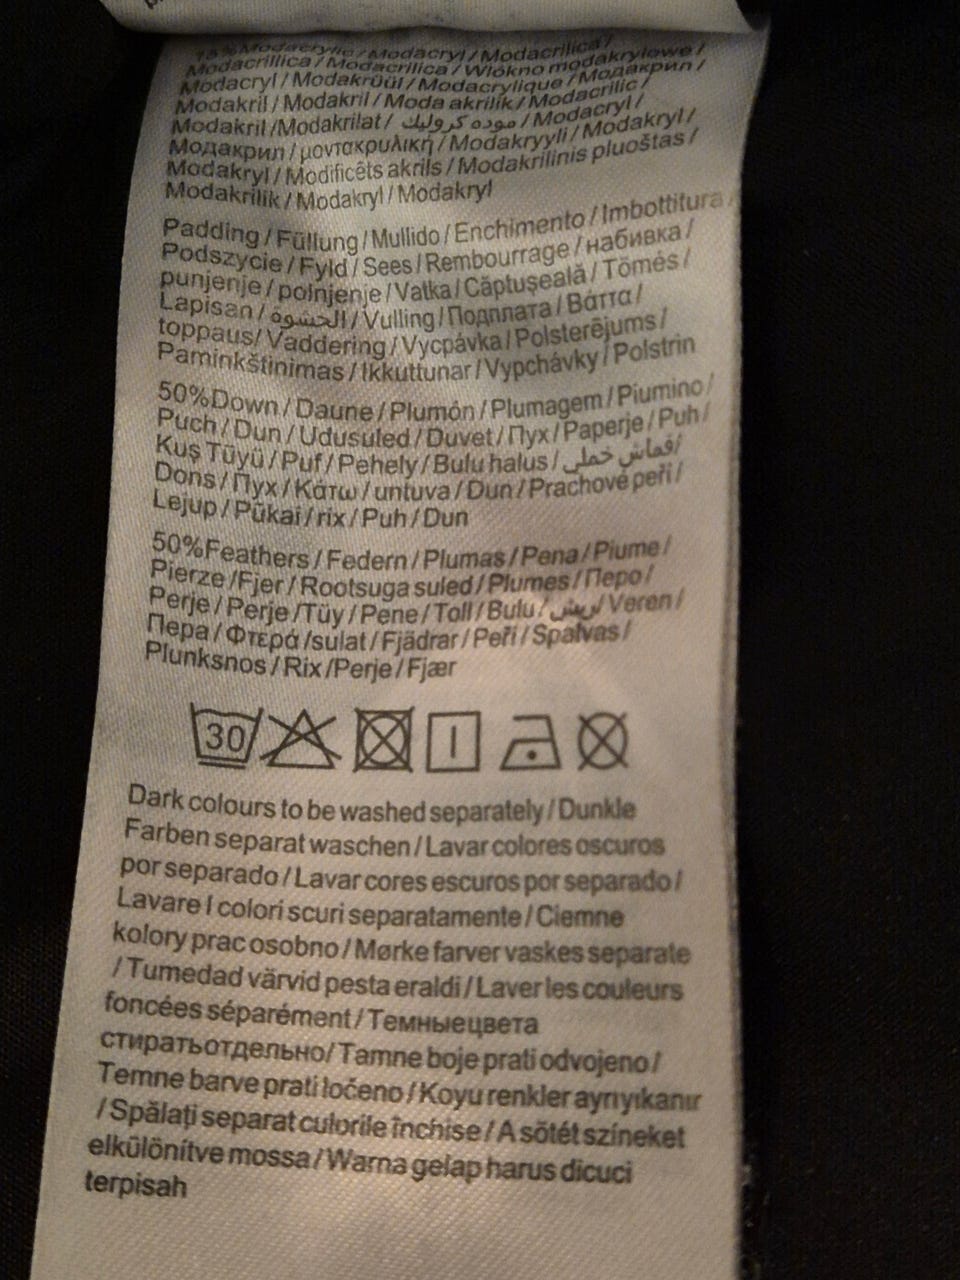 Modacrylic / Modacryl / Modacrilica /
Modacrillica / Modacrilica / Włókno modakrylowe /
Modacryl / Modakrüül / Modacrylique / Модакрил /
Modakril / Modakril / Moda akrilik / Modacrilic /
Modakril /Modakrilat / موده كروليك / Modacryl /
Модакрил / μοντακρυλική / Modakryyli / Modakryl /
Modakryl / Modificēts akrils / Modakrilinis pluoštas /
Modakrilik / Modakryl / Modakryl
Padding / Füllung / Mullido / Enchimento / Imbottitura /
Podszycie / Fyld / Sees / Rembourrage / набивка /
punjenje / polnjenje / Vatka / Căptuşeală / Tömés /
Lapisan / الحشوة / Vulling / Подплата / Βάττα /
toppaus/ Vaddering / Vycpávka / Polsterējums /
Paminkštinimas / Ikkuttunar / Vypchávky / Polstrin
50%Down / Daune / Plumón / Plumagem / Piumino /
Puch / Dun / Udusuled / Duvet / Пух / Paperje / Puh /
Kuş Tüyü / Puf / Pehely / Bulu halus / قماش خملي /
Dons / Пух / Κάτω / untuva / Dun / Prachové peří /
Lejup / Pūkai / rix / Puh / Dun
50%Feathers / Federn / Plumas / Pena / Piume /
Pierze /Fjer / Rootsuga suled / Plumes / Перо /
Perje / Perje /Tüy / Pene / Toll / Bulu / لريش / Veren /
Пера / Φτερά /sulat / Fjädrar / Peří / Spalvas /
Plunksnos / Rix /Perje / Fjær
30
Dark colours to be washed separately / Dunkle
Farben separat waschen / Lavar colores oscuros
por separado / Lavar cores escuros por separado /
Lavare I colori scuri separatamente / Ciemne
kolory prac osobno / Mørke farver vaskes separate
/ Tumedad värvid pesta eraldi / Laver les couleurs
foncées séparément / Темныецвета
стиратьотдельно/ Tamne boje prati odvojeno /
Temne barve prati ločeno / Koyu renkler ayrıyıkanır
/ Spălaţi separat culorile închise / A sötét színeket
elkülönítve mossa / Warna gelap harus dicuci
terpisah